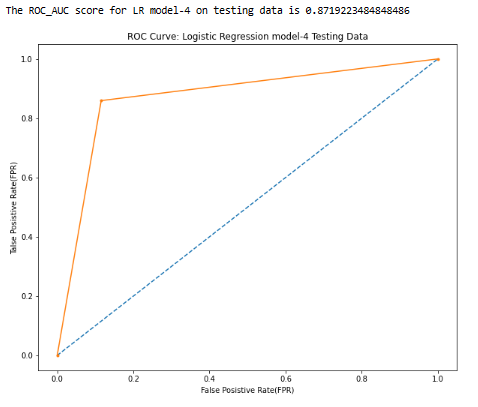 The ROC_AUC score for LR model-4 on testing data is 0.8719223484848486
ROC Curve: Logistic Regression model-4 Testing Data
1.0
0.8
0.6
0.4
0.2
0.0
Talse Posistive Rate(FPR)
0.0 0.2 0.4 0.6 0.8 1.0
False Posistive Rate(FPR)